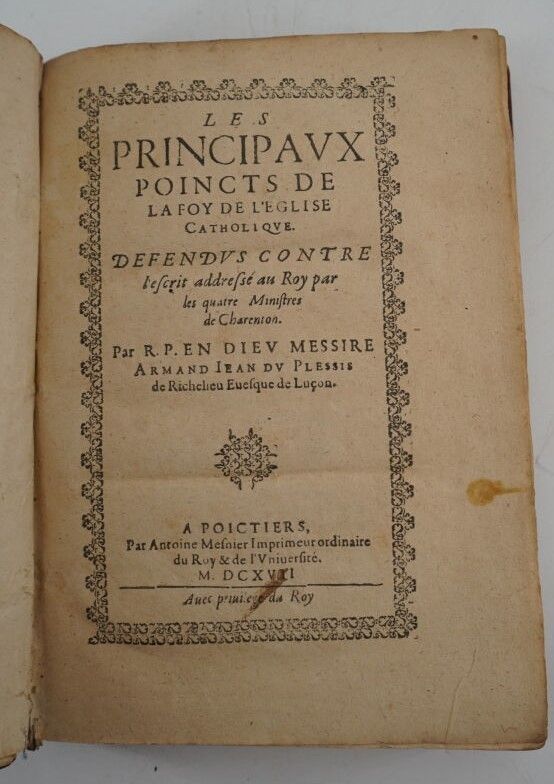 LES
PRINCIPAVX
POINCTS DE
LA FOY DE L'EGLISE
CATHOLIQVE.
DEFENDVS CONTRE
l'escrit addressé au Roy par
les quatre Ministres
de Charenton.
Par R. P. EN DIEV MESSIRE
ARMAND IEAN DV PLESSIS
de Richelieu Euesque de Luçon.
A POICTIERS,
Par Antoine Mesnier Imprimeur ordinaire
du Roy & de l'Vniuersité.
M. DCXVII
Auec priuilege du Roy